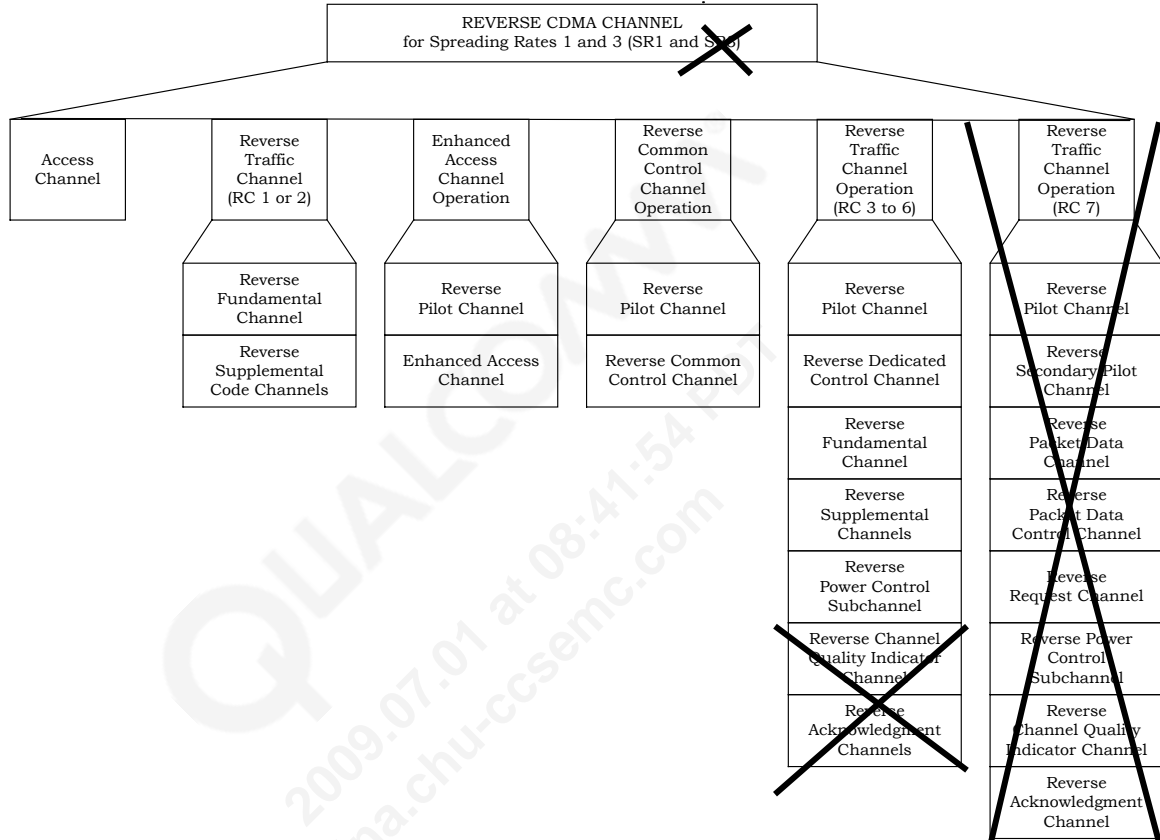 REVERSE CDMA CHANNEL
for Spreading Rates 1 and 3 (SR1 and SR3)
Access
Channel
Reverse
Traffic
Channel
(RC 1 or 2)
Enhanced
Access
Channel
Operation
Reverse
Common
Control
Channel
Operation
Reverse
Traffic
Channel
Operation
(RC 3 to 6)
Reverse
Traffic
Channel
Operation
(RC 7)
Reverse
Fundamental
Channel
Reverse
Supplemental
Code Channels
Reverse
Pilot Channel
Enhanced Access
Channel
Reverse
Pilot Channel
Reverse Common
Control Channel
Reverse
Pilot Channel
Reverse Dedicated
Control Channel
Reverse
Fundamental
Channel
Reverse
Supplemental
Channels
Reverse
Power Control
Subchannel
Reverse Channel
Quality Indicator
Channel
Reverse
Acknowledgment
Channels
Reverse
Pilot Channel
Reverse
Secondary Pilot
Channel
Reverse
Packet Data
Channel
Reverse
Packet Data
Control Channel
Reverse
Request Channel
Reverse Power
Control
Subchannel
Reverse
Channel Quality
Indicator Channel
Reverse
Acknowledgment
Channel
QUALCOMM®
2009.07.01 at 08:41:54 PDT
na.chu-ccsemc.com